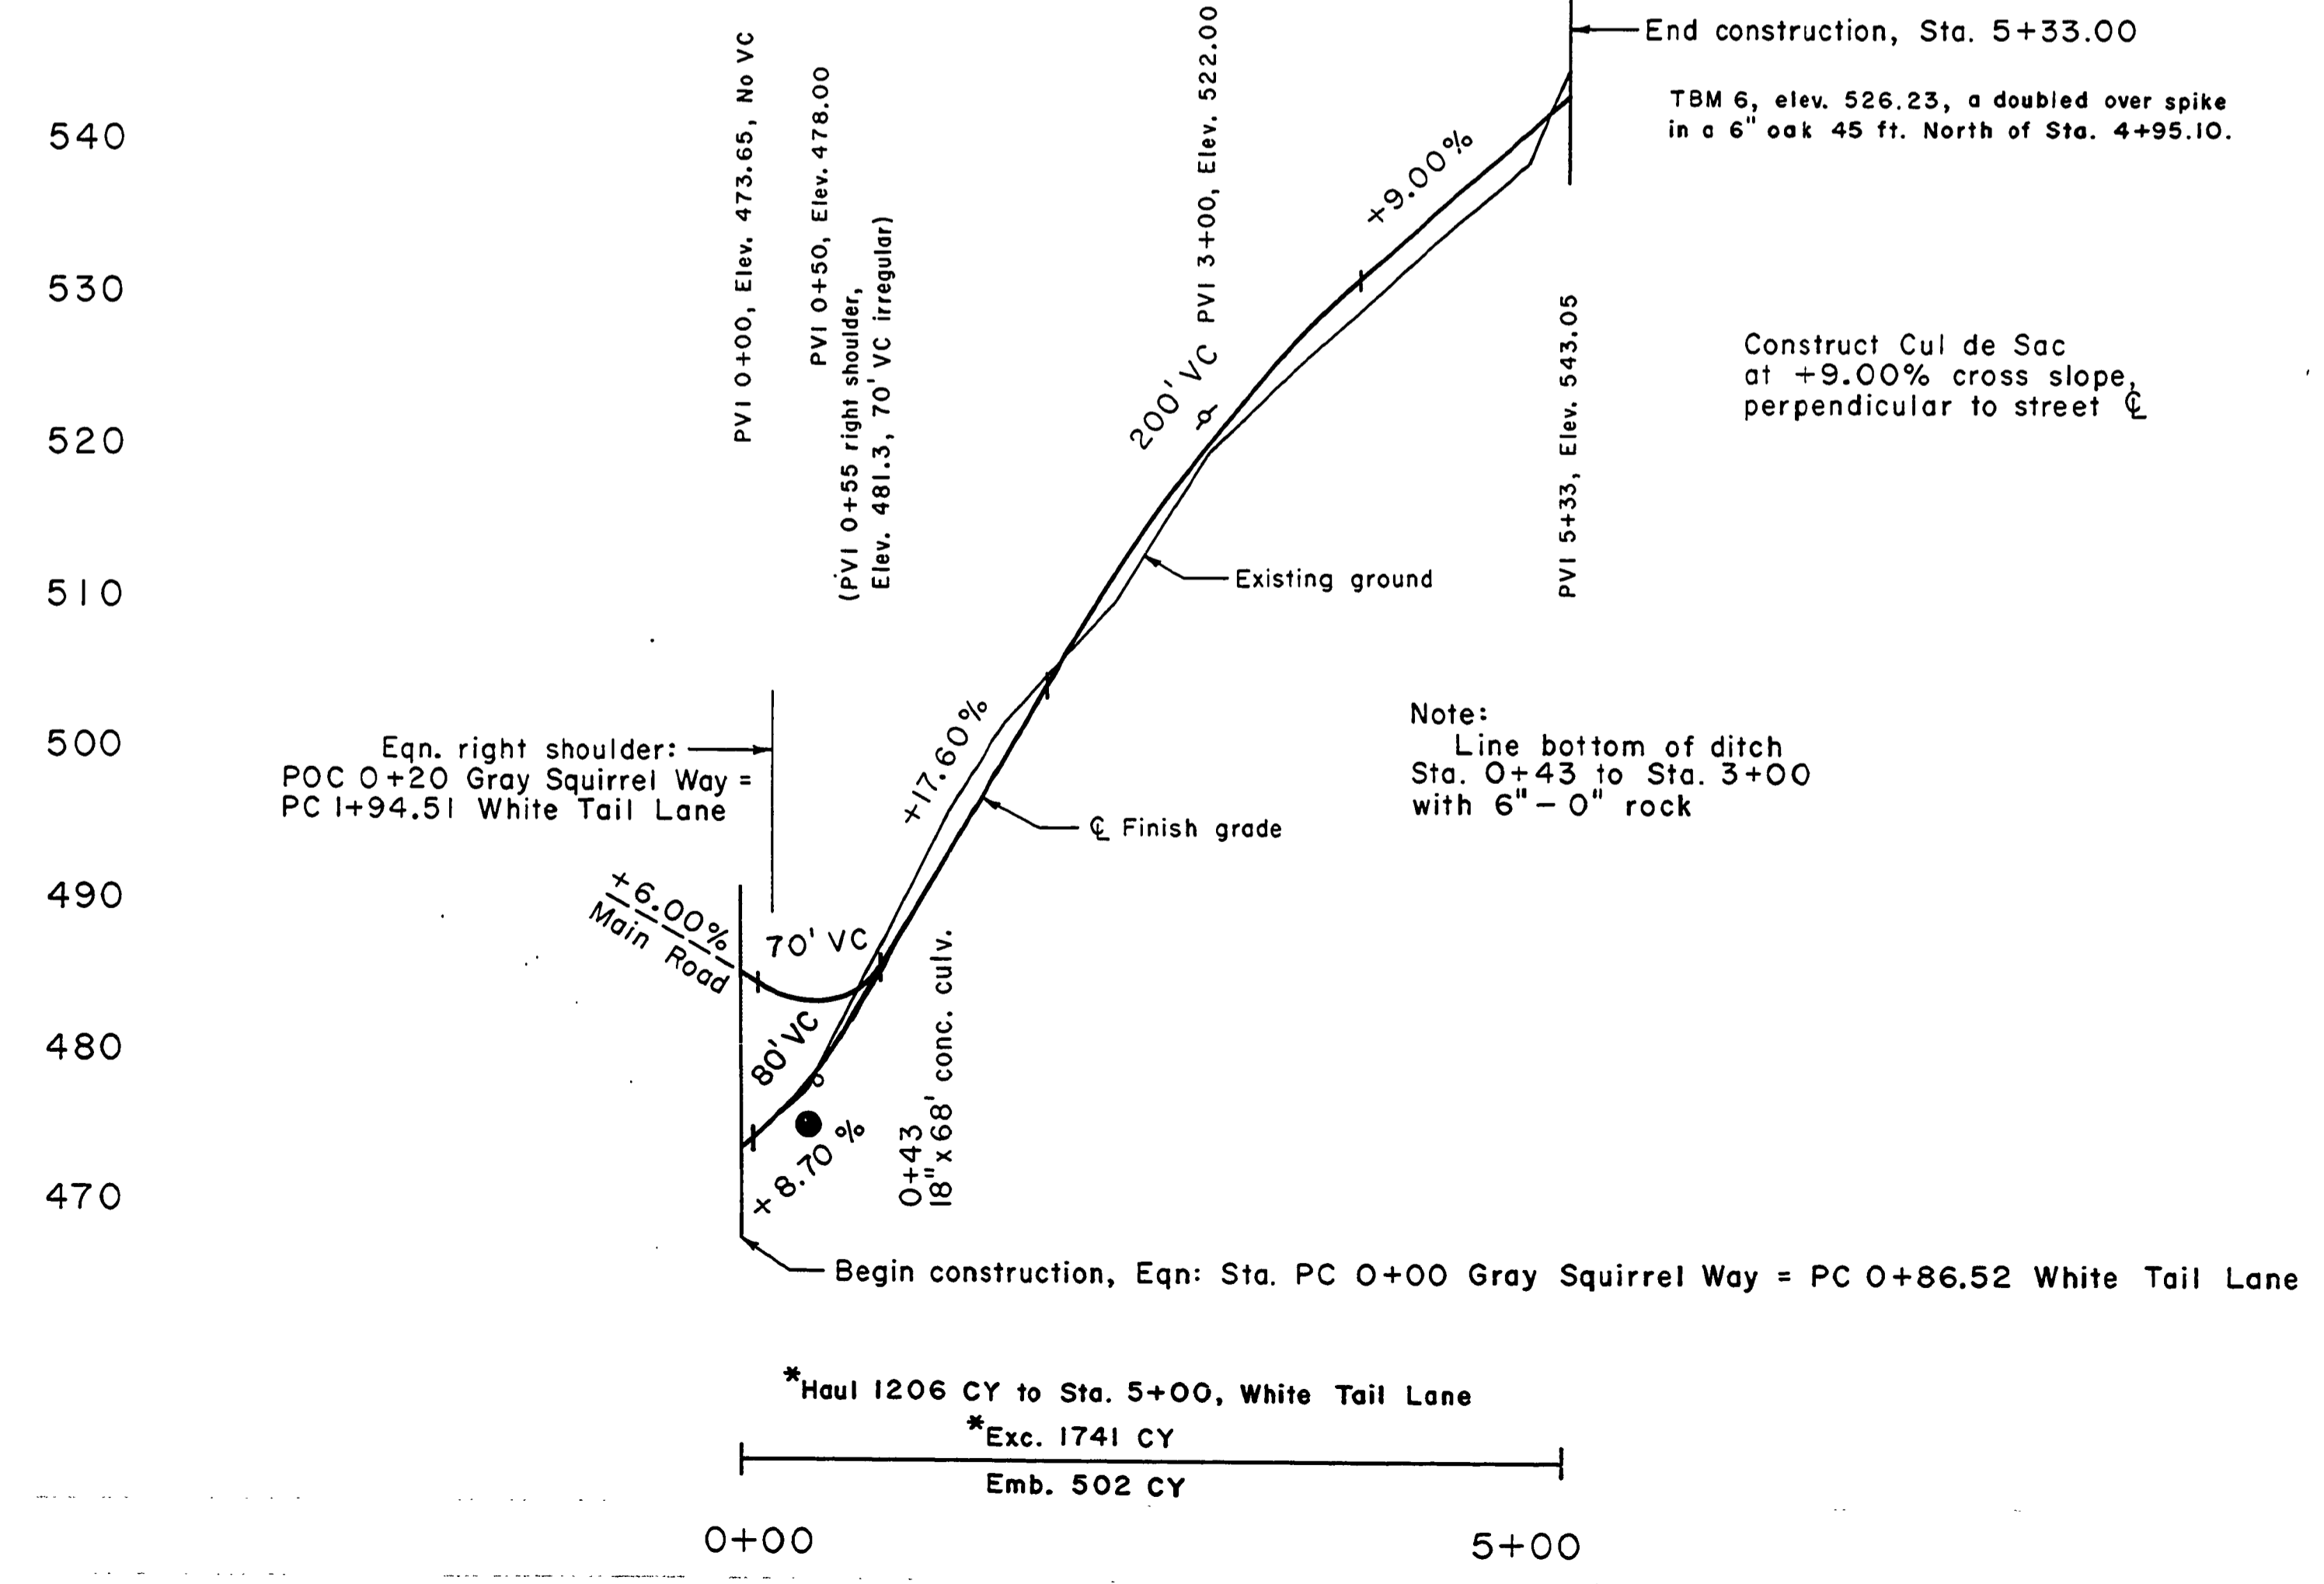 End construction, Sta. 5+33.00
TBM 6, elev. 526.23, a doubled over spike
in a 6" oak 45 ft. North of Sta. 4+95.10.
540
530
520
510
500
490
480
470
PVI 0+00, Elev. 473.65, No VC
PVI 0+50, Elev. 478.00
(PVI 0+55 right shoulder,
Elev. 481.3, 70' VC irregular)
PVI 3+00, Elev. 522.00
200' VC
+9.00%
PVI 5+33, Elev. 543.05
Construct Cul de Sac
at +9.00% cross slope,
perpendicular to street ℄
Existing ground
+17.60%
℄ Finish grade
Note:
Line bottom of ditch
Sta. 0+43 to Sta. 3+00
with 6"- 0" rock
Eqn. right shoulder:
POC 0+20 Gray Squirrel Way =
PC 1+94.51 White Tail Lane
+6.00%
Main Road
70' VC
80' VC
× 8.70 %
0+43
18" x 68' conc. culv.
Begin construction, Eqn: Sta. PC 0+00 Gray Squirrel Way = PC 0+86.52 White Tail Lane
*Haul 1206 CY to Sta. 5+00, White Tail Lane
*Exc. 1741 CY
Emb. 502 CY
0+00
5+00